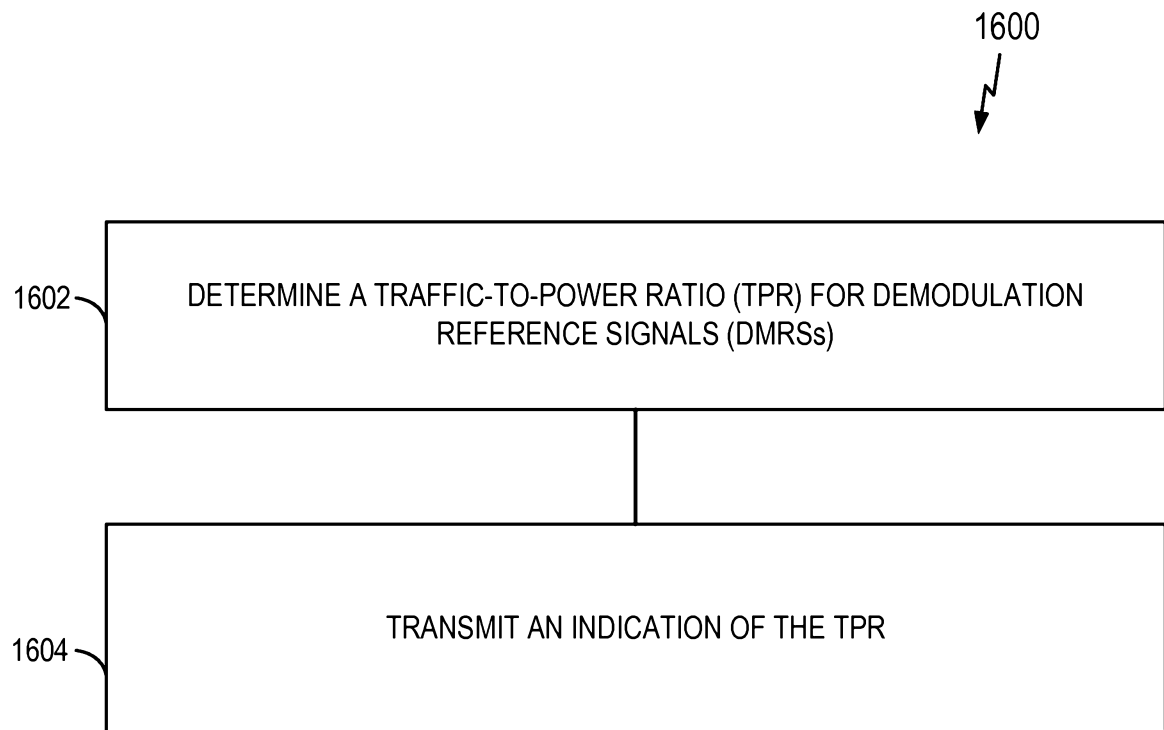 1600
1602
DETERMINE A TRAFFIC-TO-POWER RATIO (TPR) FOR DEMODULATION
REFERENCE SIGNALS (DMRSs)
TRANSMIT AN INDICATION OF THE TPR
1604